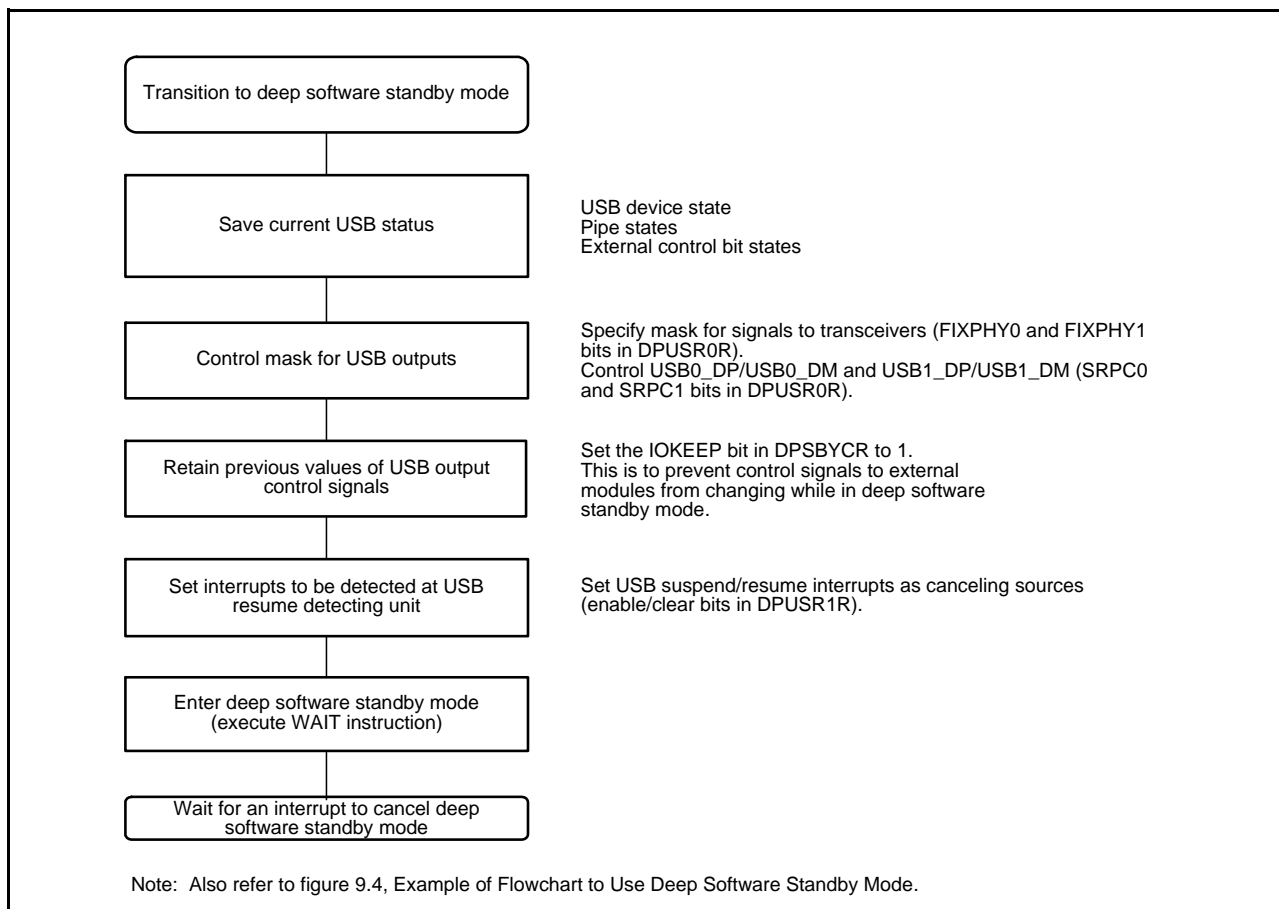 Transition to deep software standby mode
Save current USB status
USB device state
Pipe states
External control bit states
Control mask for USB outputs
Specify mask for signals to transceivers (FIXPHY0 and FIXPHY1
bits in DPUSR0R).
Control USB0_DP/USB0_DM and USB1_DP/USB1_DM (SRPC0
and SRPC1 bits in DPUSR0R).
Retain previous values of USB output
control signals
Set the IOKEEP bit in DPSBYCR to 1.
This is to prevent control signals to external
modules from changing while in deep software
standby mode.
Set interrupts to be detected at USB
resume detecting unit
Set USB suspend/resume interrupts as canceling sources
(enable/clear bits in DPUSR1R).
Enter deep software standby mode
(execute WAIT instruction)
Wait for an interrupt to cancel deep
software standby mode
Note: Also refer to figure 9.4, Example of Flowchart to Use Deep Software Standby Mode.